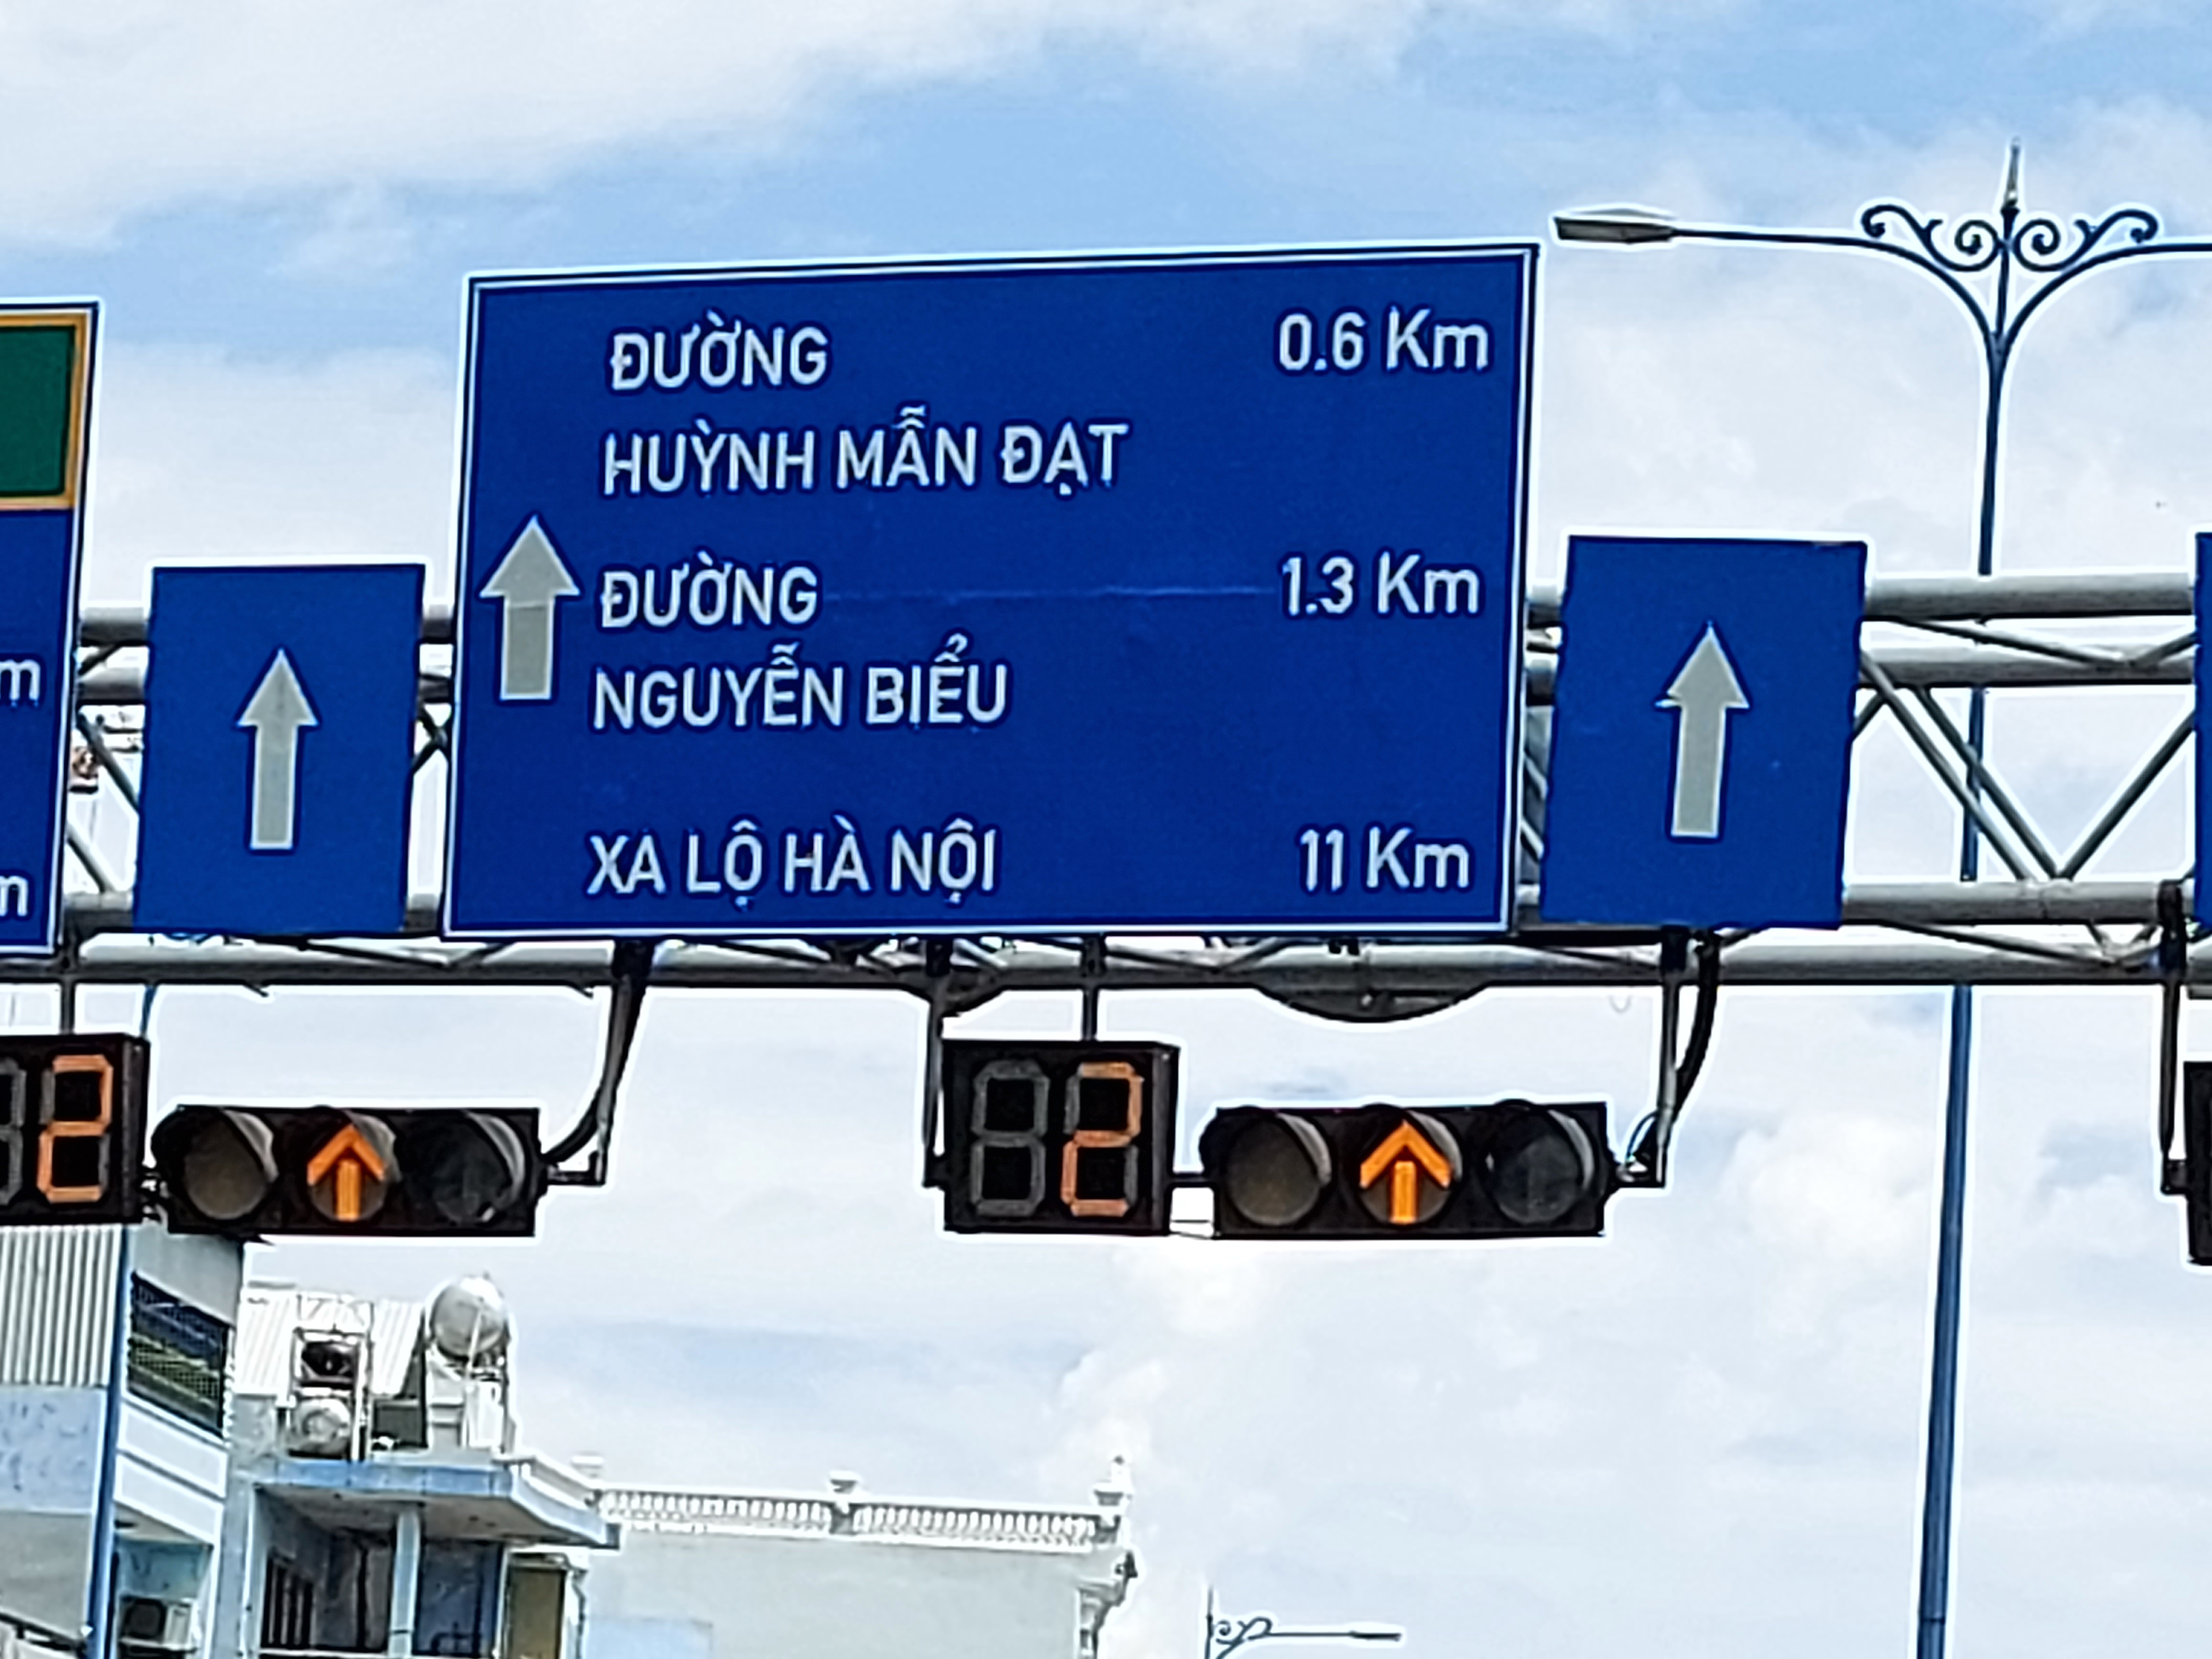 ĐƯỜNG 0.6 Km
HUỲNH MẪN ĐẠT
ĐƯỜNG 1.3 Km
NGUYỄN BIỂU
XA LỘ HÀ NỘI 11 Km
m
m
2
2